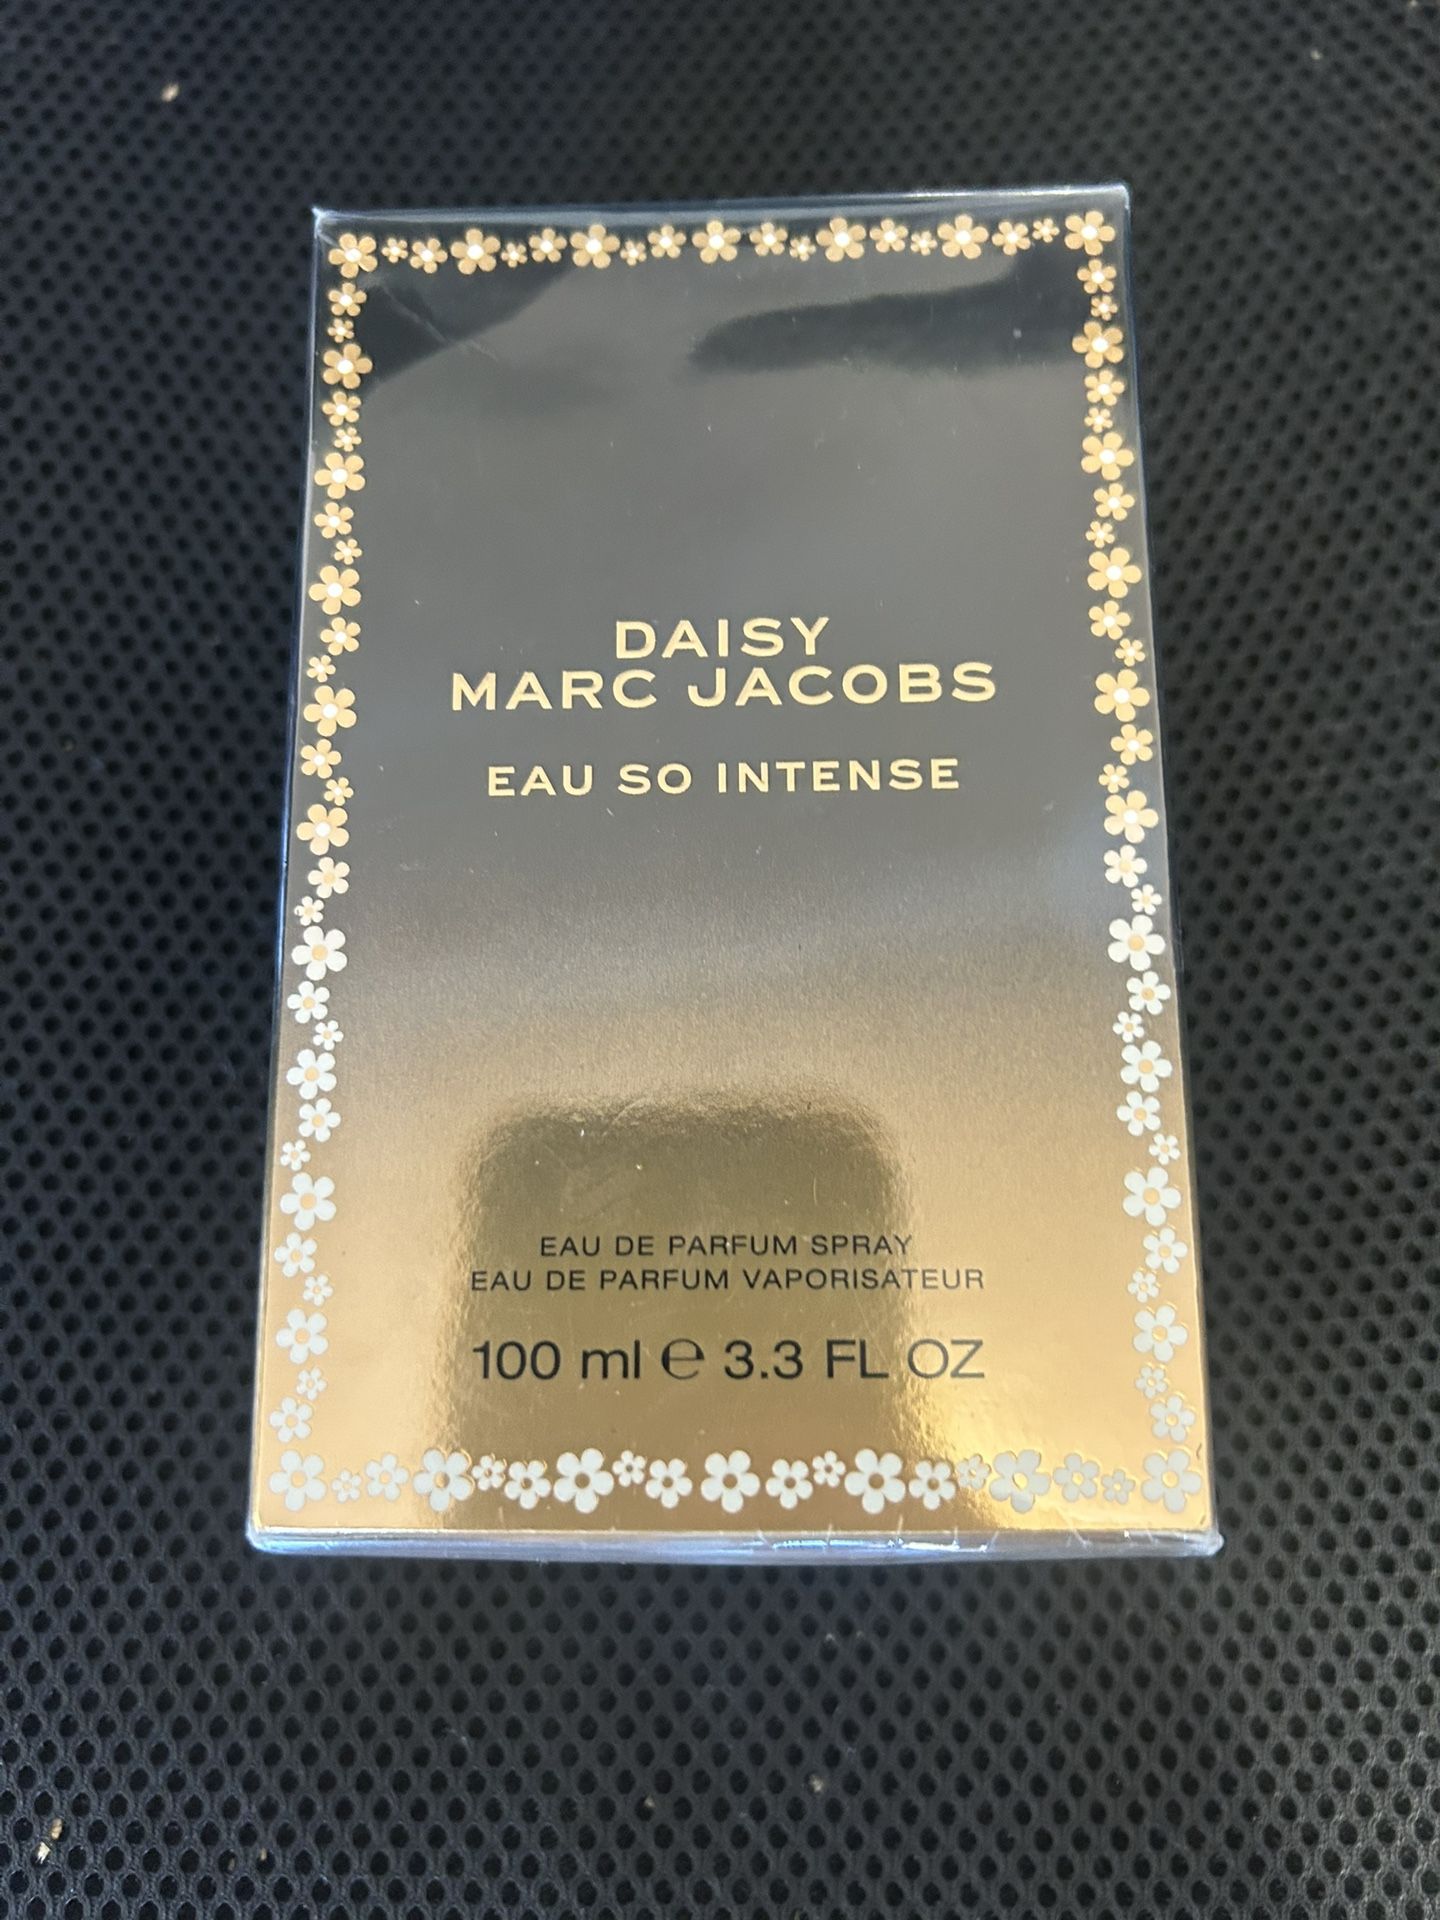 DAISY
MARC JACOBS
EAU SO INTENSE
EAU DE PARFUM SPRAY
EAU DE PARFUM VAPORISATEUR
100 ml ℮ 3.3 FL OZ